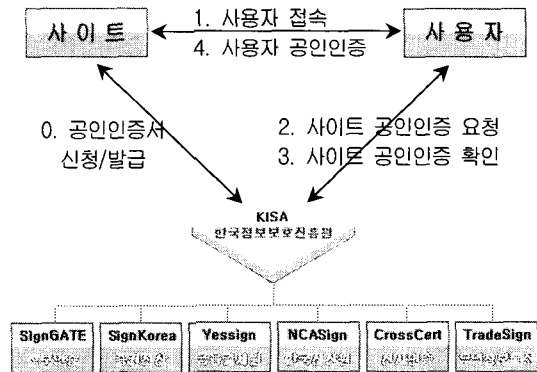 사 이 트
1. 사용자 접속
4. 사용자 공인인증
사 용 자
0. 공인인증서
신청/발급
2. 사이트 공인인증 요청
3. 사이트 공인인증 확인
KISA
한국정보보호진흥원
SignGATE
SignKorea
Yessign
NCASign
CrossCert
TradeSign